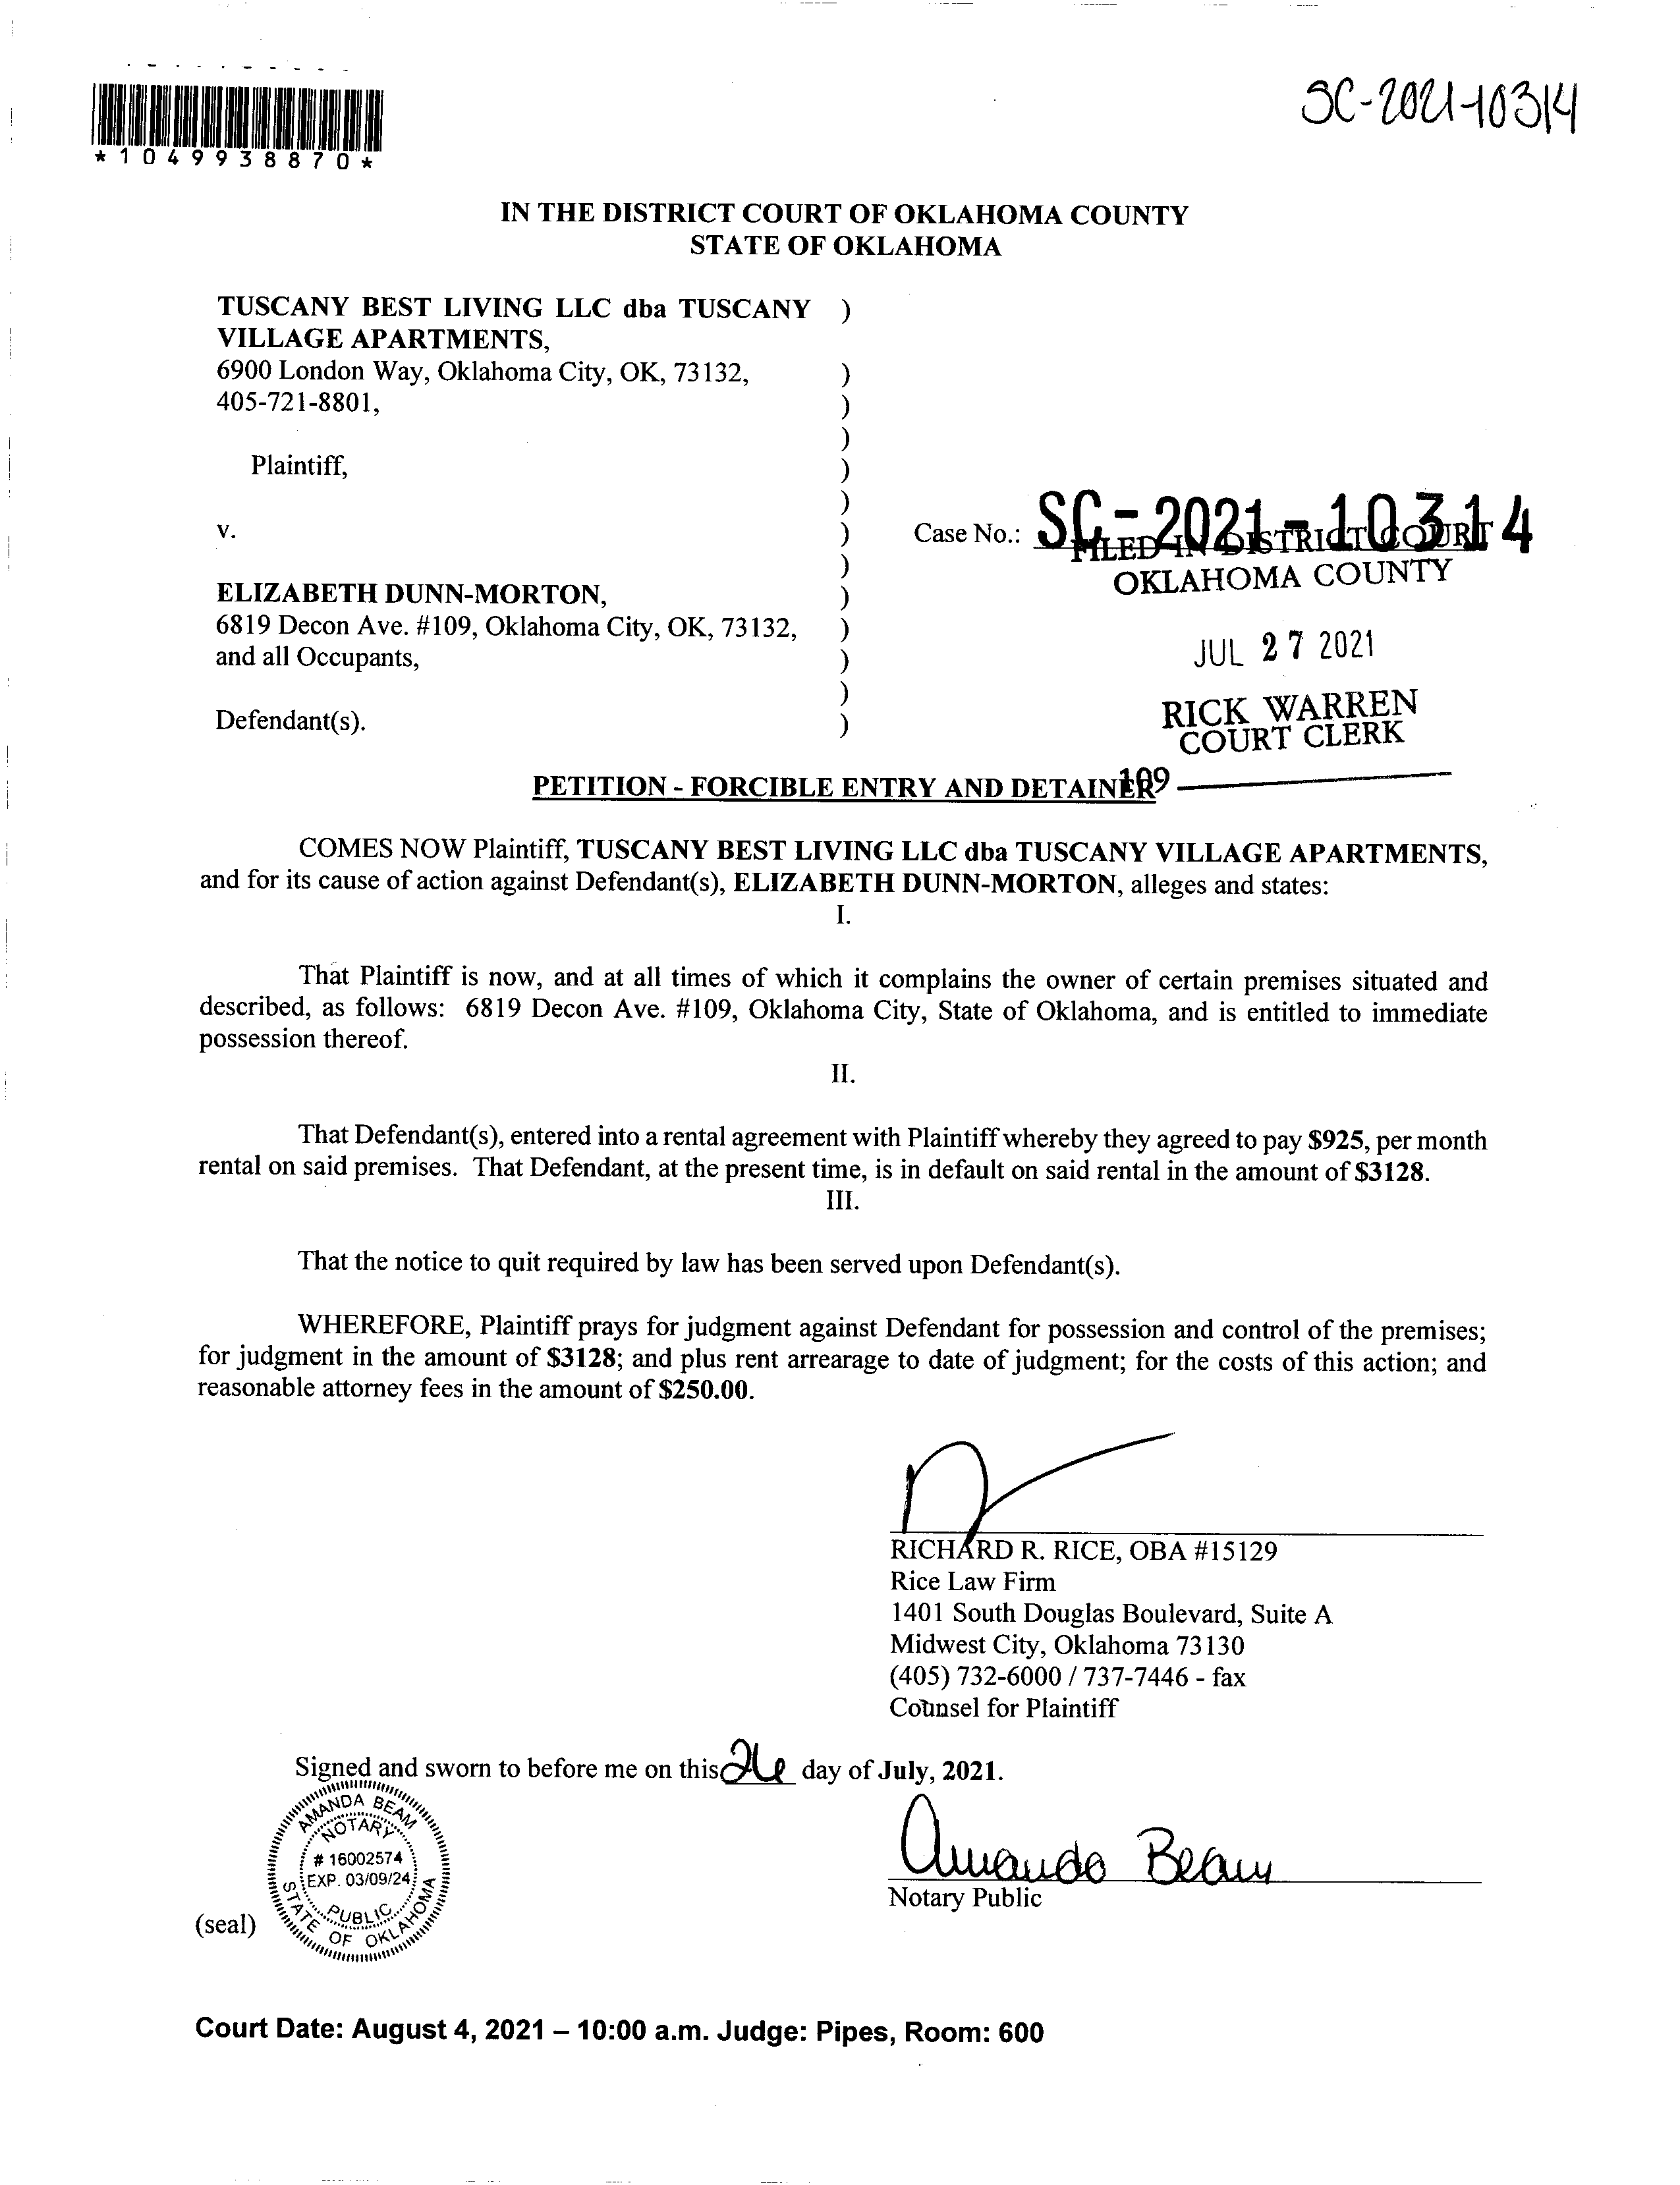 *1049938870*
SC-2021-10314
IN THE DISTRICT COURT OF OKLAHOMA COUNTY
STATE OF OKLAHOMA
TUSCANY BEST LIVING LLC dba TUSCANY )
VILLAGE APARTMENTS,
6900 London Way, Oklahoma City, OK, 73132, )
405-721-8801, )
)
Plaintiff, )
)
v. ) Case No.: SC-2021-10314
FILED IN DISTRICT COURT
) OKLAHOMA COUNTY
ELIZABETH DUNN-MORTON, )
6819 Decon Ave. #109, Oklahoma City, OK, 73132, )
and all Occupants, ) JUL 27 2021
)
Defendant(s). ) RICK WARREN
COURT CLERK
PETITION - FORCIBLE ENTRY AND DETAINER
109
COMES NOW Plaintiff, TUSCANY BEST LIVING LLC dba TUSCANY VILLAGE APARTMENTS,
and for its cause of action against Defendant(s), ELIZABETH DUNN-MORTON, alleges and states:
I.
That Plaintiff is now, and at all times of which it complains the owner of certain premises situated and
described, as follows: 6819 Decon Ave. #109, Oklahoma City, State of Oklahoma, and is entitled to immediate
possession thereof.
II.
That Defendant(s), entered into a rental agreement with Plaintiff whereby they agreed to pay $925, per month
rental on said premises. That Defendant, at the present time, is in default on said rental in the amount of $3128.
III.
That the notice to quit required by law has been served upon Defendant(s).
WHEREFORE, Plaintiff prays for judgment against Defendant for possession and control of the premises;
for judgment in the amount of $3128; and plus rent arrearage to date of judgment; for the costs of this action; and
reasonable attorney fees in the amount of $250.00.
RICHARD R. RICE, OBA #15129
Rice Law Firm
1401 South Douglas Boulevard, Suite A
Midwest City, Oklahoma 73130
(405) 732-6000 / 737-7446 - fax
Counsel for Plaintiff
Signed and sworn to before me on this 26 day of July, 2021.
AMANDA BEAM
NOTARY
# 16002574
EXP. 03/09/24
PUBLIC
STATE OF OKLAHOMA
(seal)
Amanda Beam
Notary Public
Court Date: August 4, 2021 – 10:00 a.m. Judge: Pipes, Room: 600